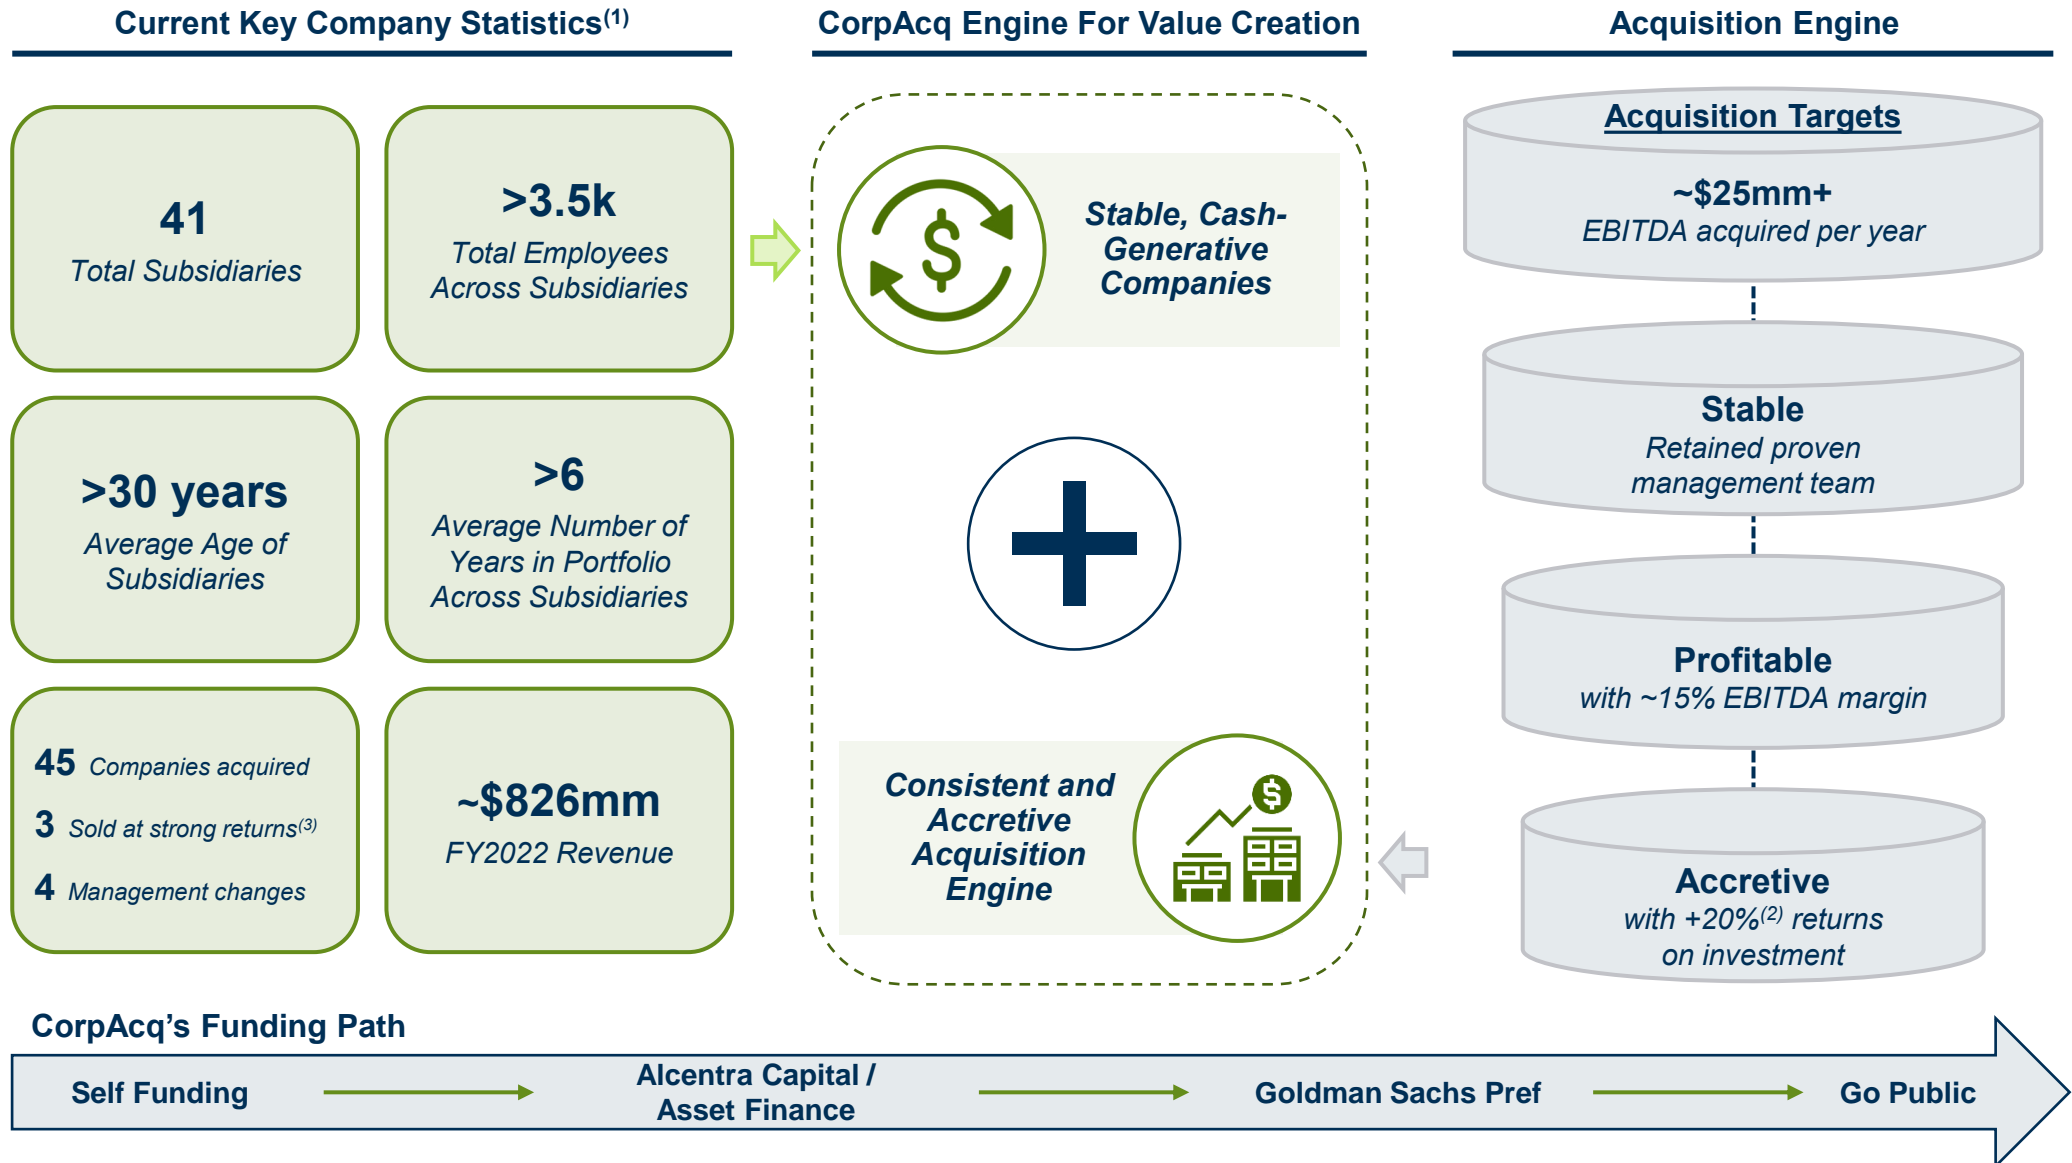 Current Key Company Statistics(1)
41
Total Subsidiaries
>3.5k
Total Employees
Across Subsidiaries
>30 years
Average Age of
Subsidiaries
>6
Average Number of
Years in Portfolio
Across Subsidiaries
45 Companies acquired
3 Sold at strong returns(3)
4 Management changes
~$826mm
FY2022 Revenue
CorpAcq Engine For Value Creation
$
Stable, Cash-
Generative
Companies
Consistent and
Accretive
Acquisition
Engine
$
Acquisition Engine
Acquisition Targets
~$25mm+
EBITDA acquired per year
Stable
Retained proven
management team
Profitable
with ~15% EBITDA margin
Accretive
with +20%(2) returns
on investment
CorpAcq’s Funding Path
Self Funding
Alcentra Capital /
Asset Finance
Goldman Sachs Pref
Go Public